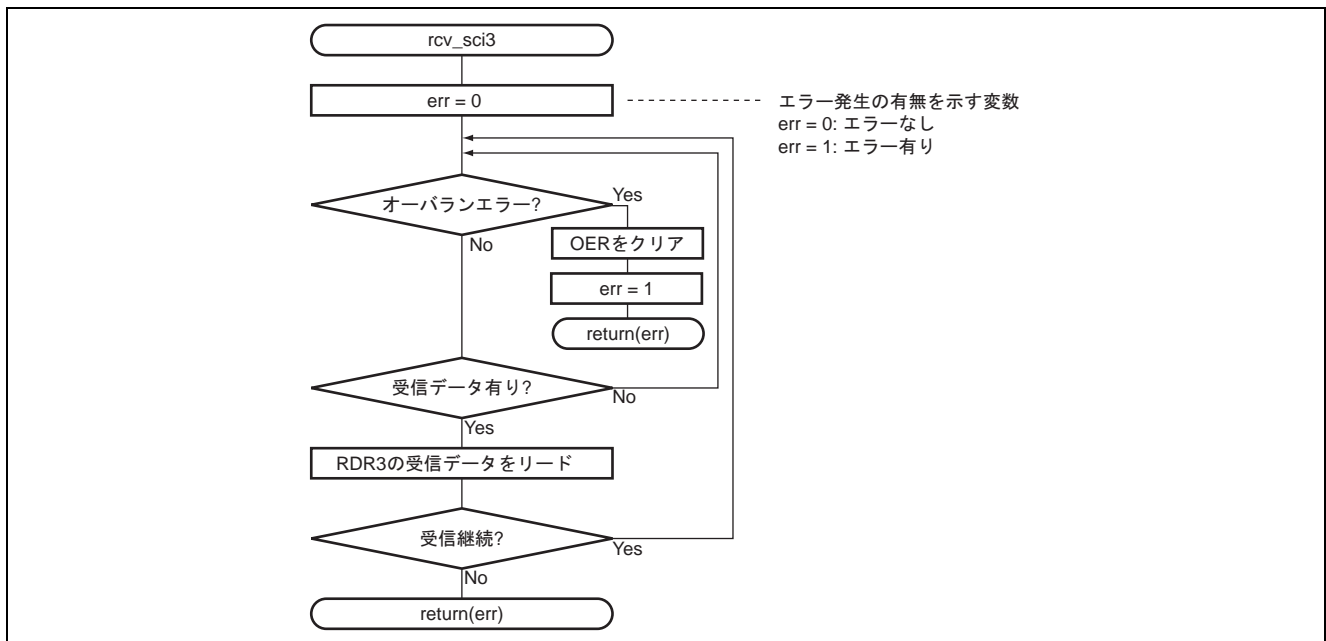 rcv_sci3
err = 0
エラー発生の有無を示す変数
err = 0: エラーなし
err = 1: エラー有り
オーバランエラー?
Yes
No
OERをクリア
err = 1
return(err)
受信データ有り?
No
Yes
RDR3の受信データをリード
受信継続?
Yes
No
return(err)